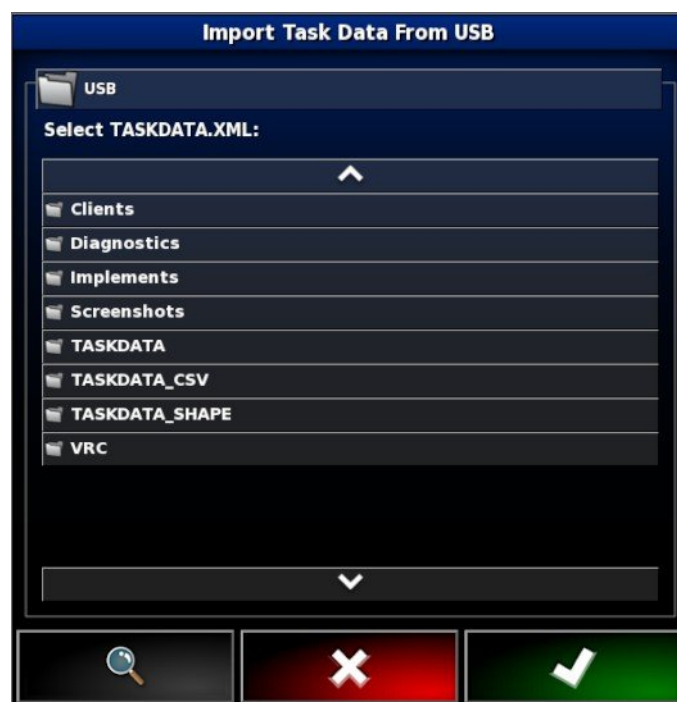 Import Task Data From USB
USB
Select TASKDATA.XML:
Clients
Diagnostics
Implements
Screenshots
TASKDATA
TASKDATA_CSV
TASKDATA_SHAPE
VRC